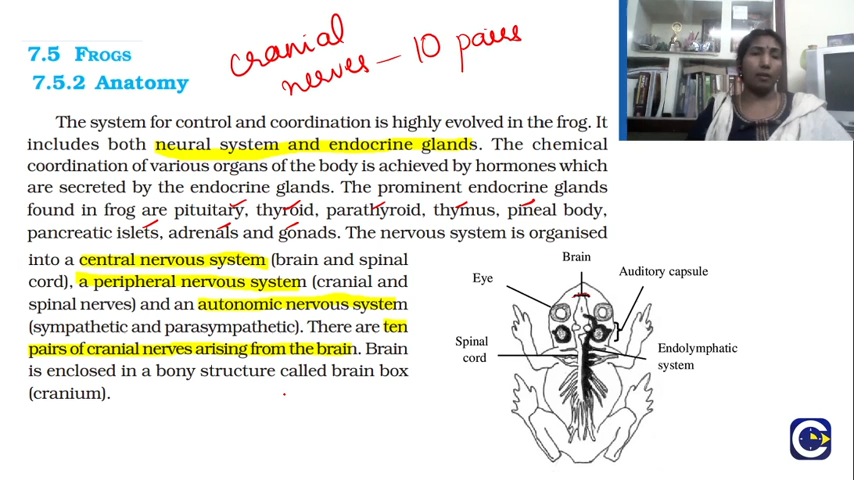 cranial
nerves – 10 pairs
7.5 FROGS
7.5.2 Anatomy
The system for control and coordination is highly evolved in the frog. It
includes both neural system and endocrine glands. The chemical
coordination of various organs of the body is achieved by hormones which
are secreted by the endocrine glands. The prominent endocrine glands
found in frog are pituitary, thyroid, parathyroid, thymus, pineal body,
pancreatic islets, adrenals and gonads. The nervous system is organised
into a central nervous system (brain and spinal
cord), a peripheral nervous system (cranial and
spinal nerves) and an autonomic nervous system
(sympathetic and parasympathetic). There are ten
pairs of cranial nerves arising from the brain. Brain
is enclosed in a bony structure called brain box
(cranium).
Brain
Eye
Auditory capsule
Spinal
cord
Endolymphatic
system